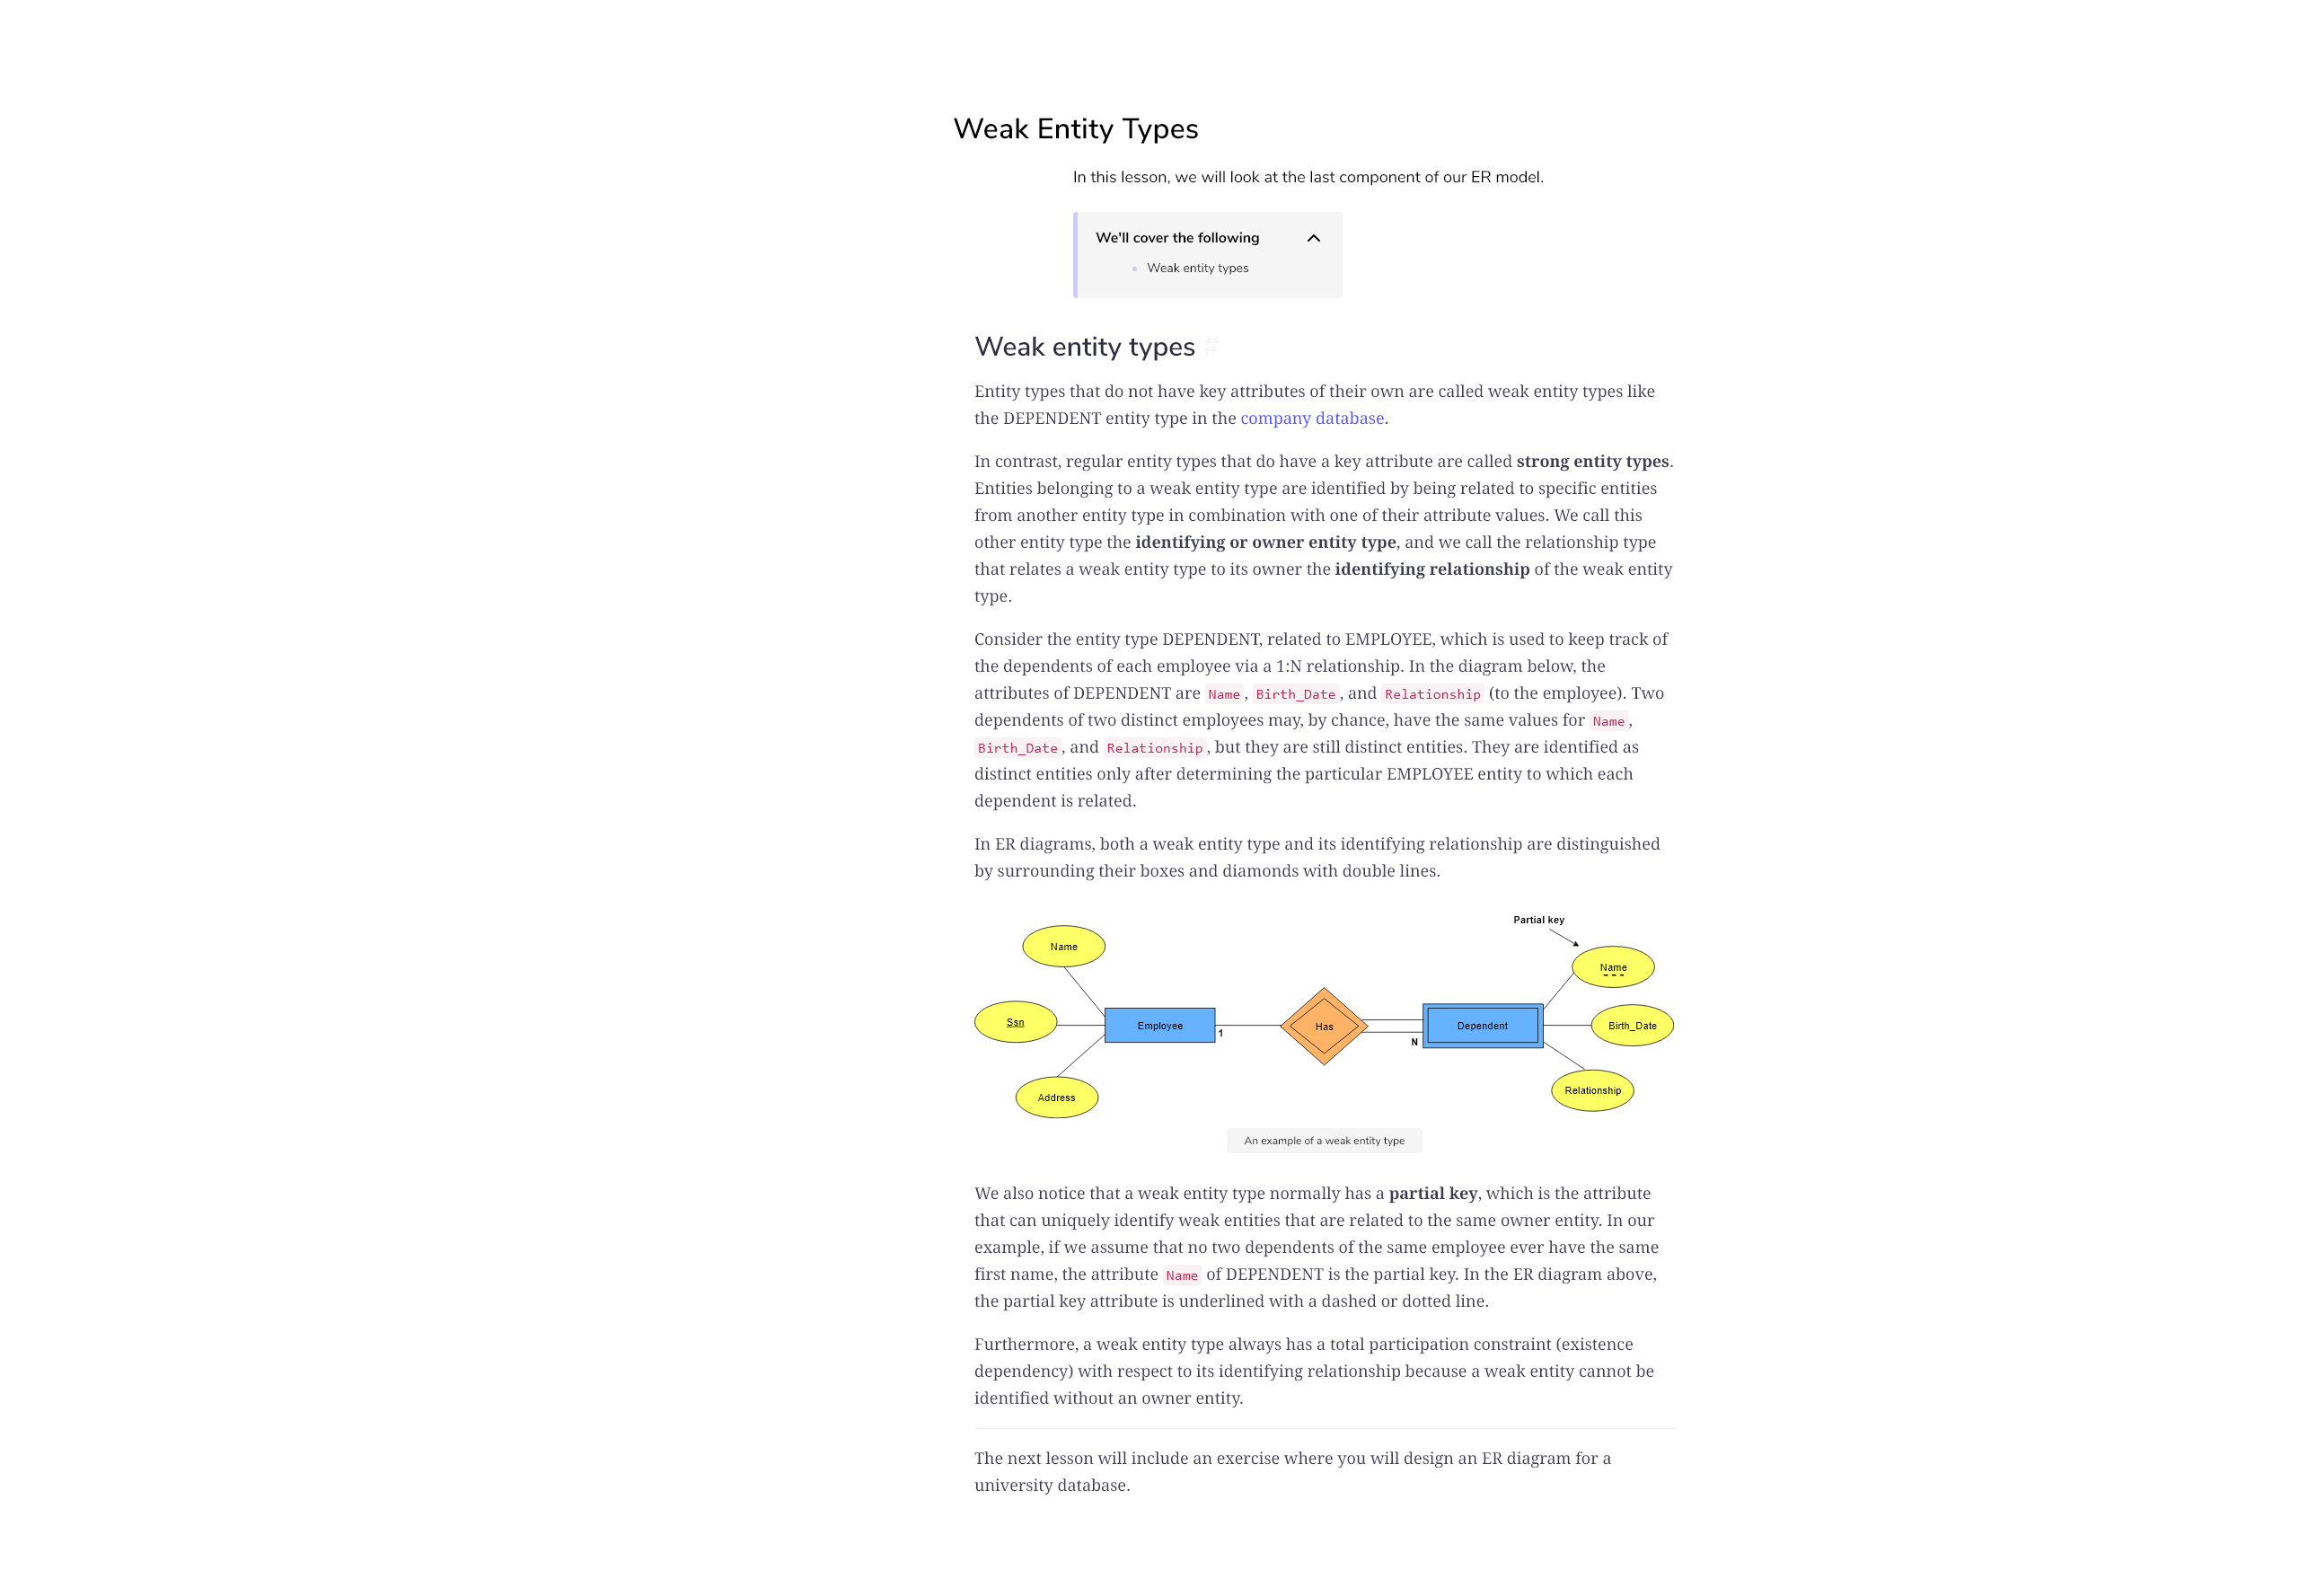 Weak Entity Types
In this lesson, we will look at the last component of our ER model.
We'll cover the following
Weak entity types
Weak entity types #
Entity types that do not have key attributes of their own are called weak entity types like
the DEPENDENT entity type in the company database.
In contrast, regular entity types that do have a key attribute are called strong entity types.
Entities belonging to a weak entity type are identified by being related to specific entities
from another entity type in combination with one of their attribute values. We call this
other entity type the identifying or owner entity type, and we call the relationship type
that relates a weak entity type to its owner the identifying relationship of the weak entity
type.
Consider the entity type DEPENDENT, related to EMPLOYEE, which is used to keep track of
the dependents of each employee via a 1:N relationship. In the diagram below, the
attributes of DEPENDENT are Name, Birth_Date, and Relationship (to the employee). Two
dependents of two distinct employees may, by chance, have the same values for Name,
Birth_Date, and Relationship, but they are still distinct entities. They are identified as
distinct entities only after determining the particular EMPLOYEE entity to which each
dependent is related.
In ER diagrams, both a weak entity type and its identifying relationship are distinguished
by surrounding their boxes and diamonds with double lines.
Partial key
Name
Name
Ssn
Employee
1
Has
N
Dependent
Birth_Date
Address
Relationship
An example of a weak entity type
We also notice that a weak entity type normally has a partial key, which is the attribute
that can uniquely identify weak entities that are related to the same owner entity. In our
example, if we assume that no two dependents of the same employee ever have the same
first name, the attribute Name of DEPENDENT is the partial key. In the ER diagram above,
the partial key attribute is underlined with a dashed or dotted line.
Furthermore, a weak entity type always has a total participation constraint (existence
dependency) with respect to its identifying relationship because a weak entity cannot be
identified without an owner entity.
The next lesson will include an exercise where you will design an ER diagram for a
university database.